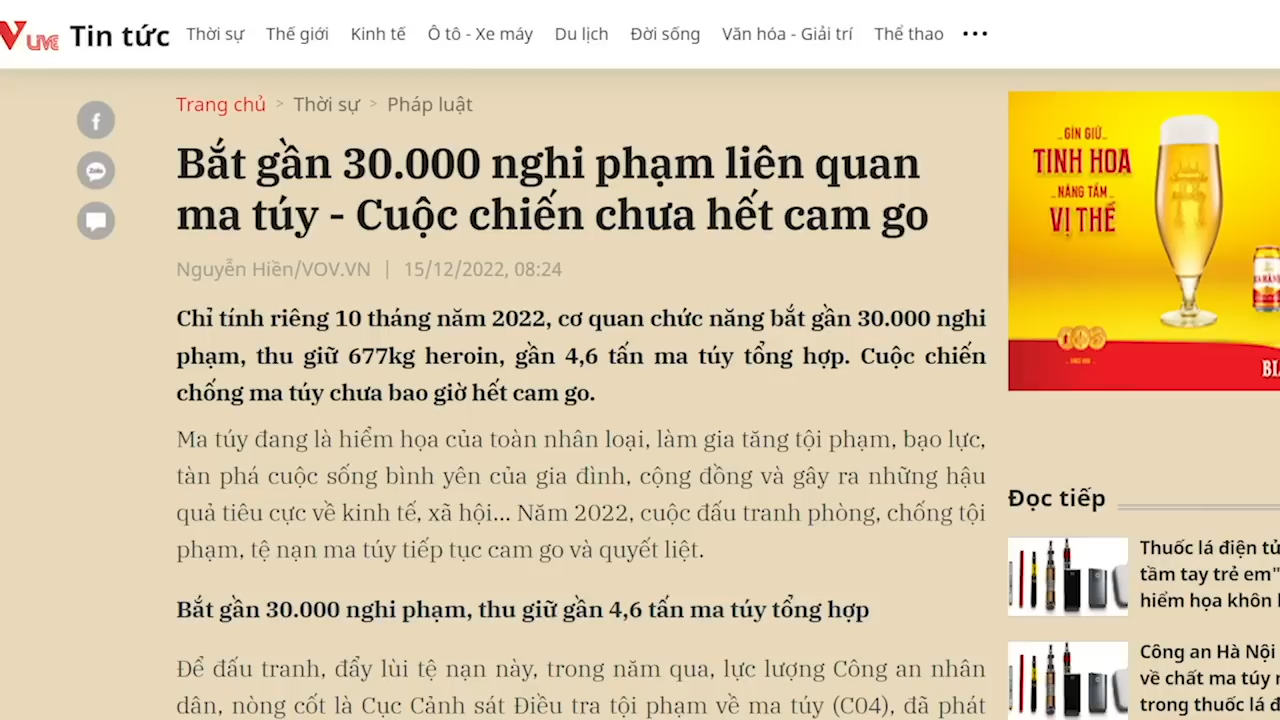 V LIVE Tin tức Thời sự Thế giới Kinh tế Ô tô - Xe máy Du lịch Đời sống Văn hóa - Giải trí Thể thao •••
Trang chủ > Thời sự > Pháp luật
Bắt gần 30.000 nghi phạm liên quan
ma túy - Cuộc chiến chưa hết cam go
Nguyễn Hiền/VOV.VN | 15/12/2022, 08:24
Chỉ tính riêng 10 tháng năm 2022, cơ quan chức năng bắt gần 30.000 nghi
phạm, thu giữ 677kg heroin, gần 4,6 tấn ma túy tổng hợp. Cuộc chiến
chống ma túy chưa bao giờ hết cam go.
Ma túy đang là hiểm họa của toàn nhân loại, làm gia tăng tội phạm, bạo lực,
tàn phá cuộc sống bình yên của gia đình, cộng đồng và gây ra những hậu
quả tiêu cực về kinh tế, xã hội... Năm 2022, cuộc đấu tranh phòng, chống tội
phạm, tệ nạn ma túy tiếp tục cam go và quyết liệt.
Bắt gần 30.000 nghi phạm, thu giữ gần 4,6 tấn ma túy tổng hợp
Để đấu tranh, đẩy lùi tệ nạn này, trong năm qua, lực lượng Công an nhân
dân, nòng cốt là Cục Cảnh sát Điều tra tội phạm về ma túy (C04), đã phát
Zalo
GÌN GIỮ
TINH HOA
NÂNG TẦM
VỊ THẾ
BI
Đọc tiếp
Thuốc lá điện tử
tầm tay trẻ em"
hiểm họa khôn l
Công an Hà Nội
về chất ma túy
trong thuốc lá đ